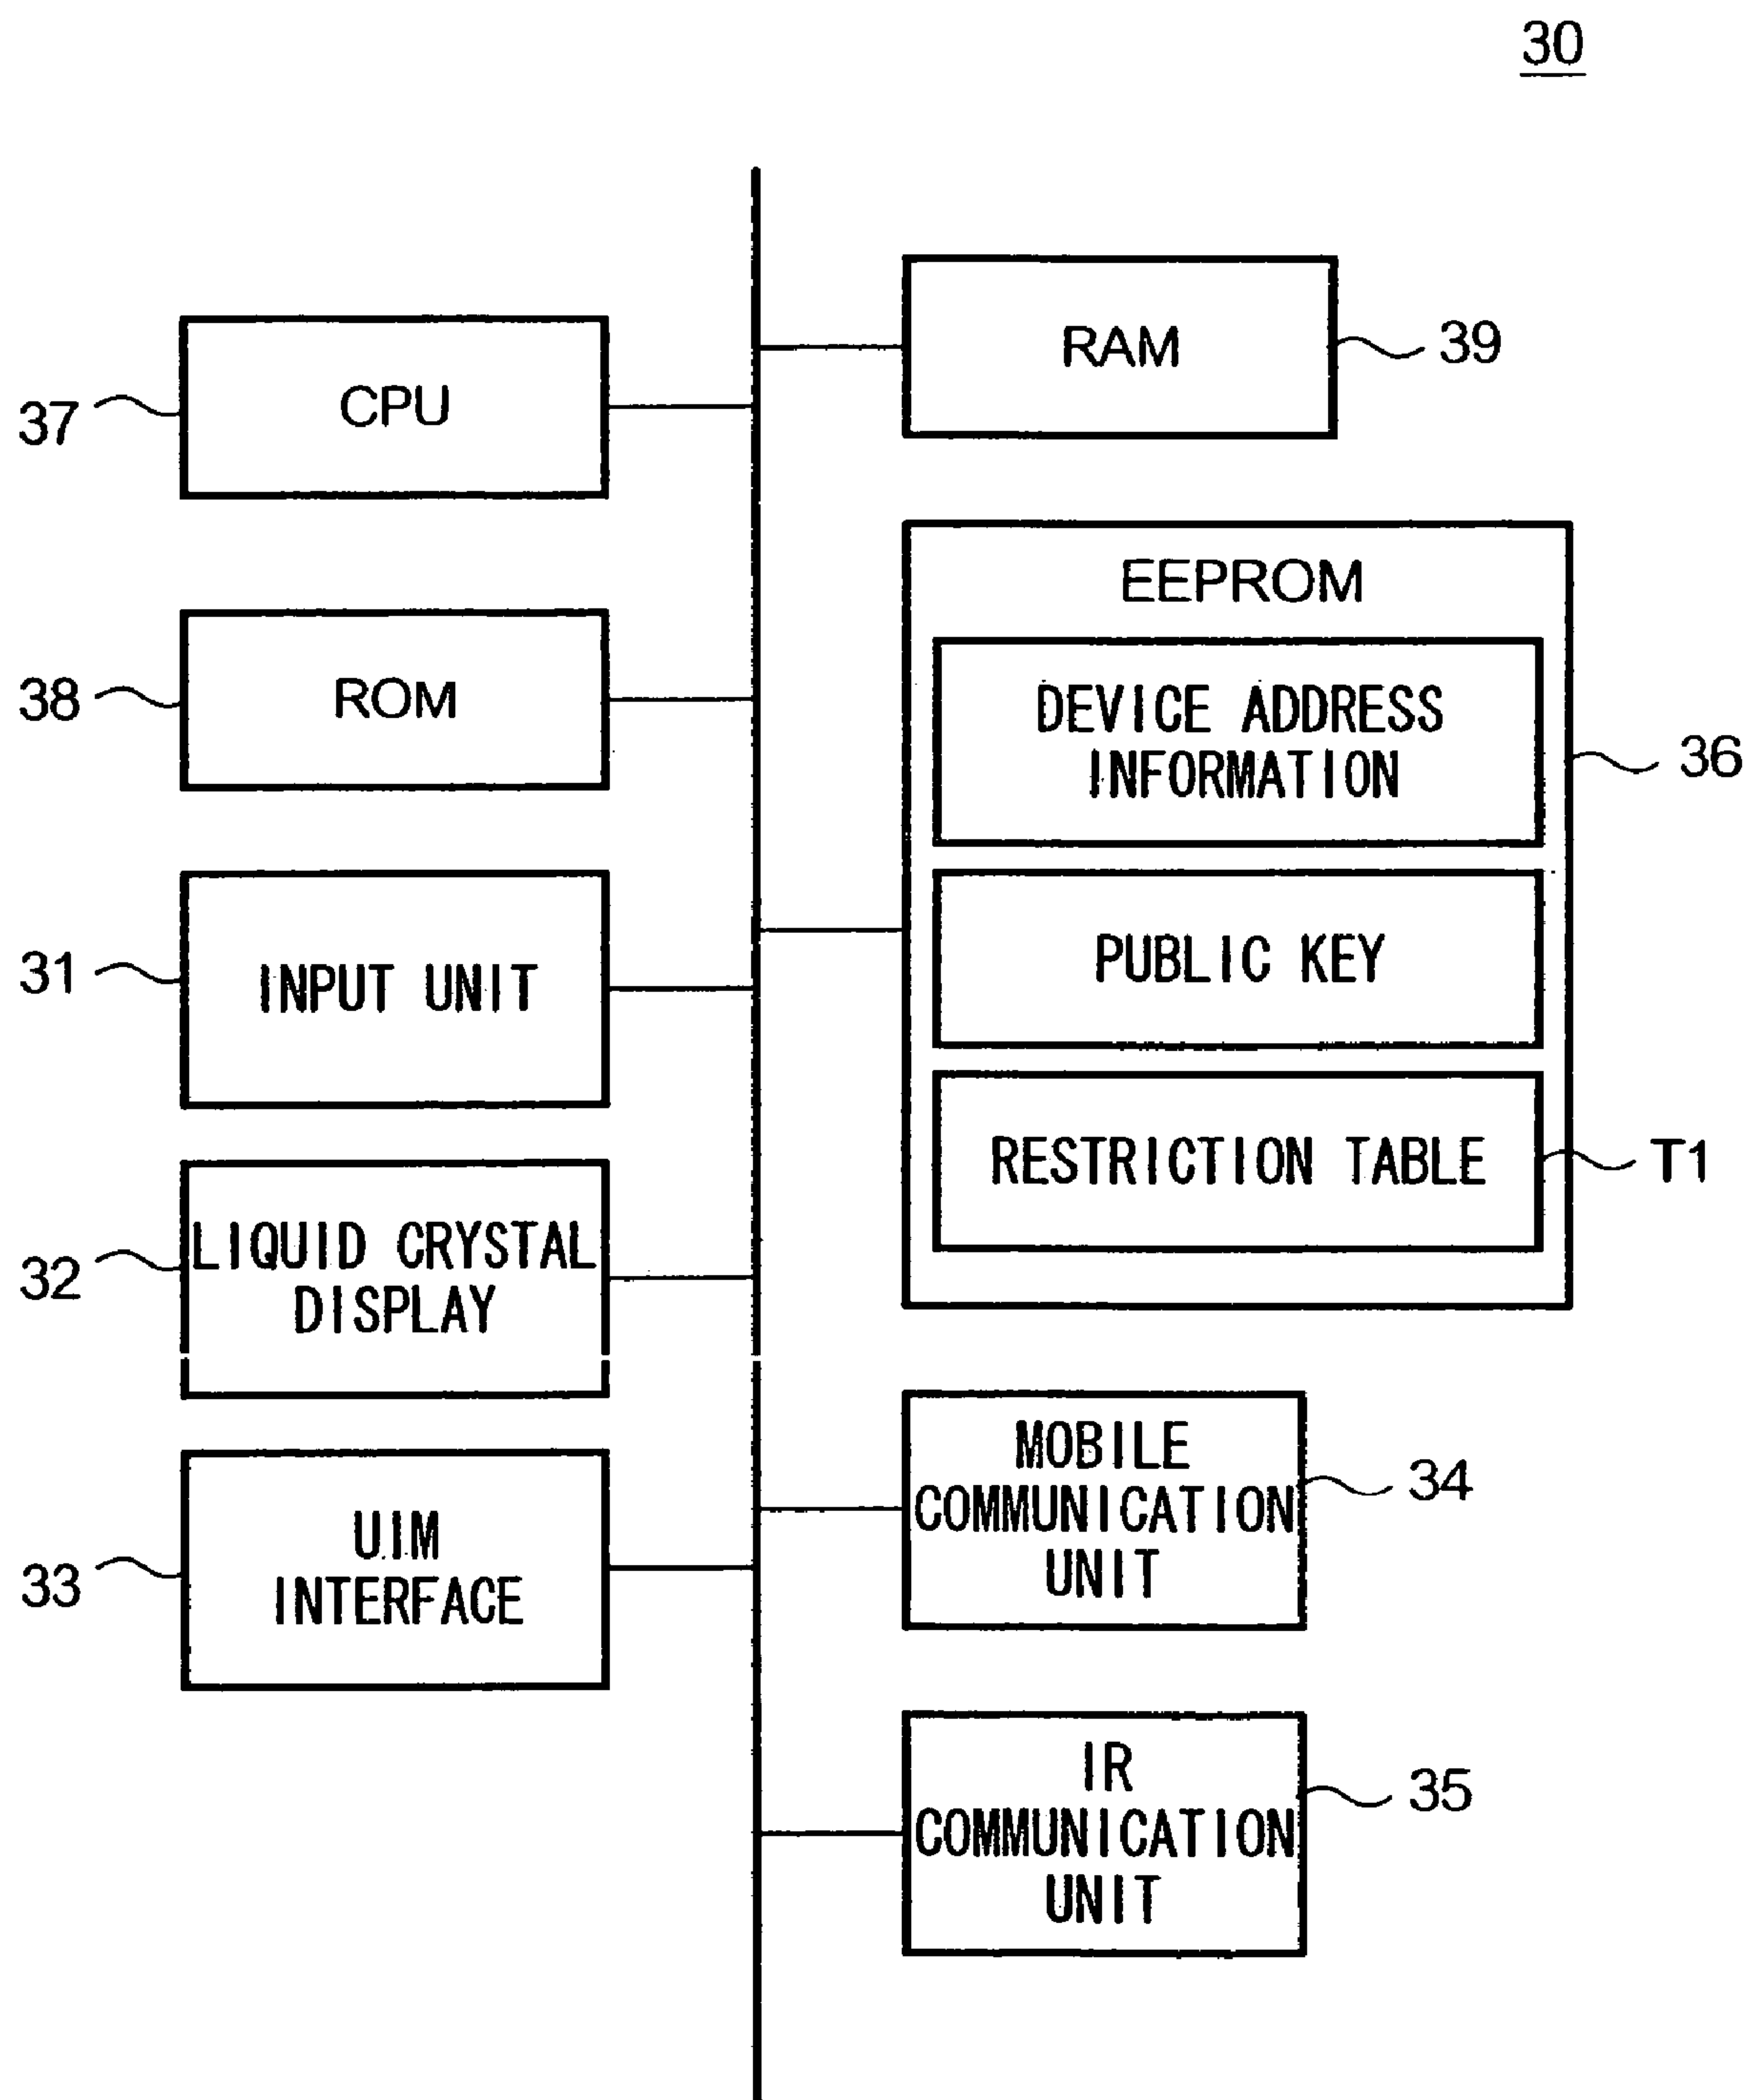 30
CPU
37
RAM
39
ROM
38
EEPROM
DEVICE ADDRESS
INFORMATION
36
PUBLIC KEY
RESTRICTION TABLE
T1
INPUT UNIT
31
LIQUID CRYSTAL
DISPLAY
32
UIM
INTERFACE
33
MOBILE
COMMUNICATION
UNIT
34
IR
COMMUNICATION
UNIT
35